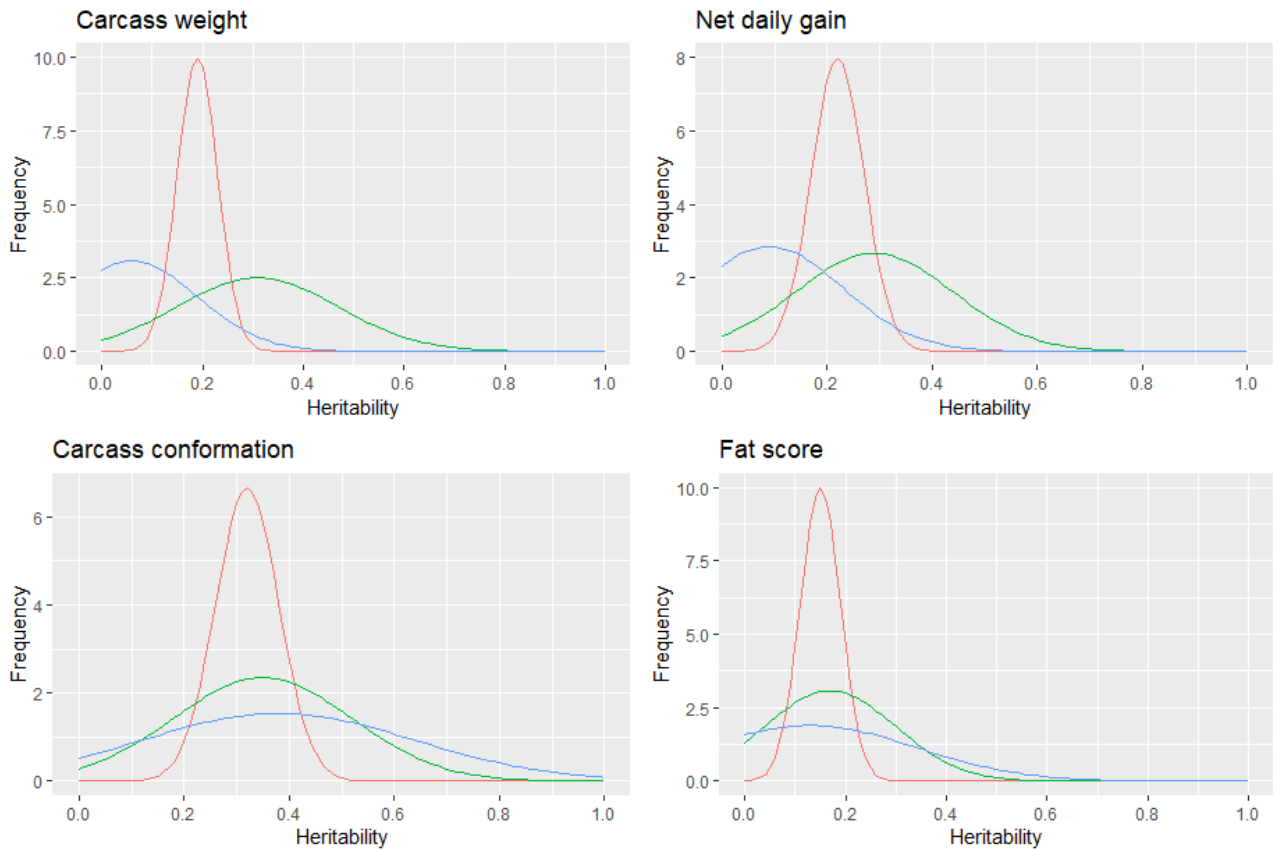 Carcass weight
10.0
7.5
5.0
2.5
0.0
Frequency
0.0 0.2 0.4 0.6 0.8 1.0
Heritability
Net daily gain
8
6
4
2
0
Frequency
0.0 0.2 0.4 0.6 0.8 1.0
Heritability
Carcass conformation
6
4
2
0
Frequency
0.0 0.2 0.4 0.6 0.8 1.0
Heritability
Fat score
10.0
7.5
5.0
2.5
0.0
Frequency
0.0 0.2 0.4 0.6 0.8 1.0
Heritability